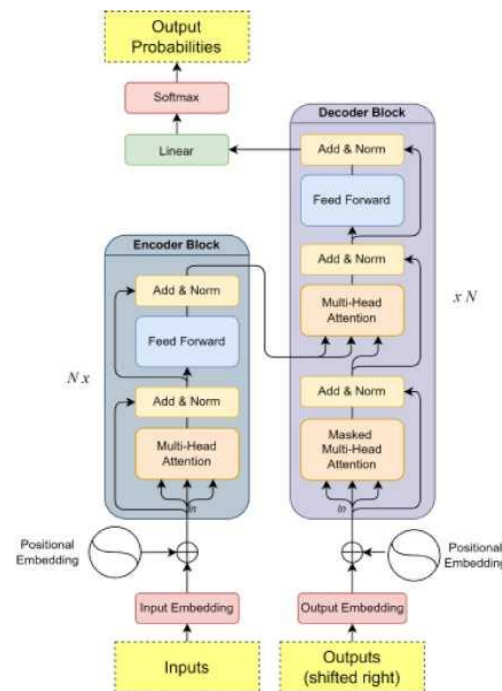 Output
Probabilities
Softmax
Linear
Decoder Block
Add & Norm
Feed Forward
Add & Norm
Multi-Head
Attention
x N
Add & Norm
Masked
Multi-Head
Attention
In
Encoder Block
Add & Norm
Feed Forward
N x
Add & Norm
Multi-Head
Attention
In
Positional
Embedding
Positional
Embedding
Input Embedding
Output Embedding
Inputs
Outputs
(shifted right)